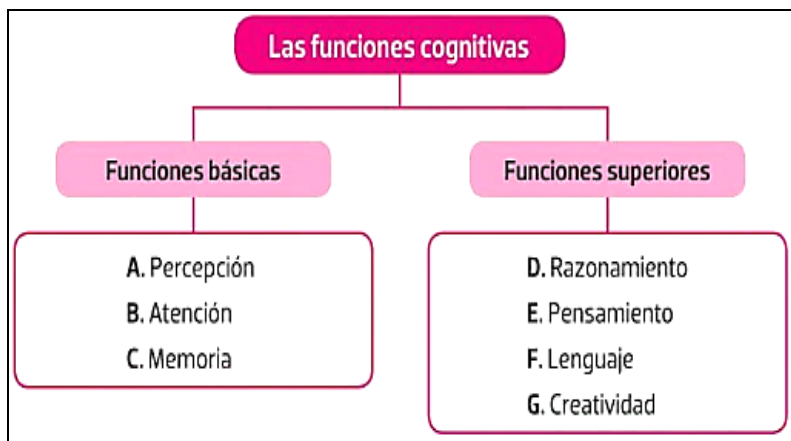 Las funciones cognitivas
Funciones básicas
A. Percepción
B. Atención
C. Memoria
Funciones superiores
D. Razonamiento
E. Pensamiento
F. Lenguaje
G. Creatividad